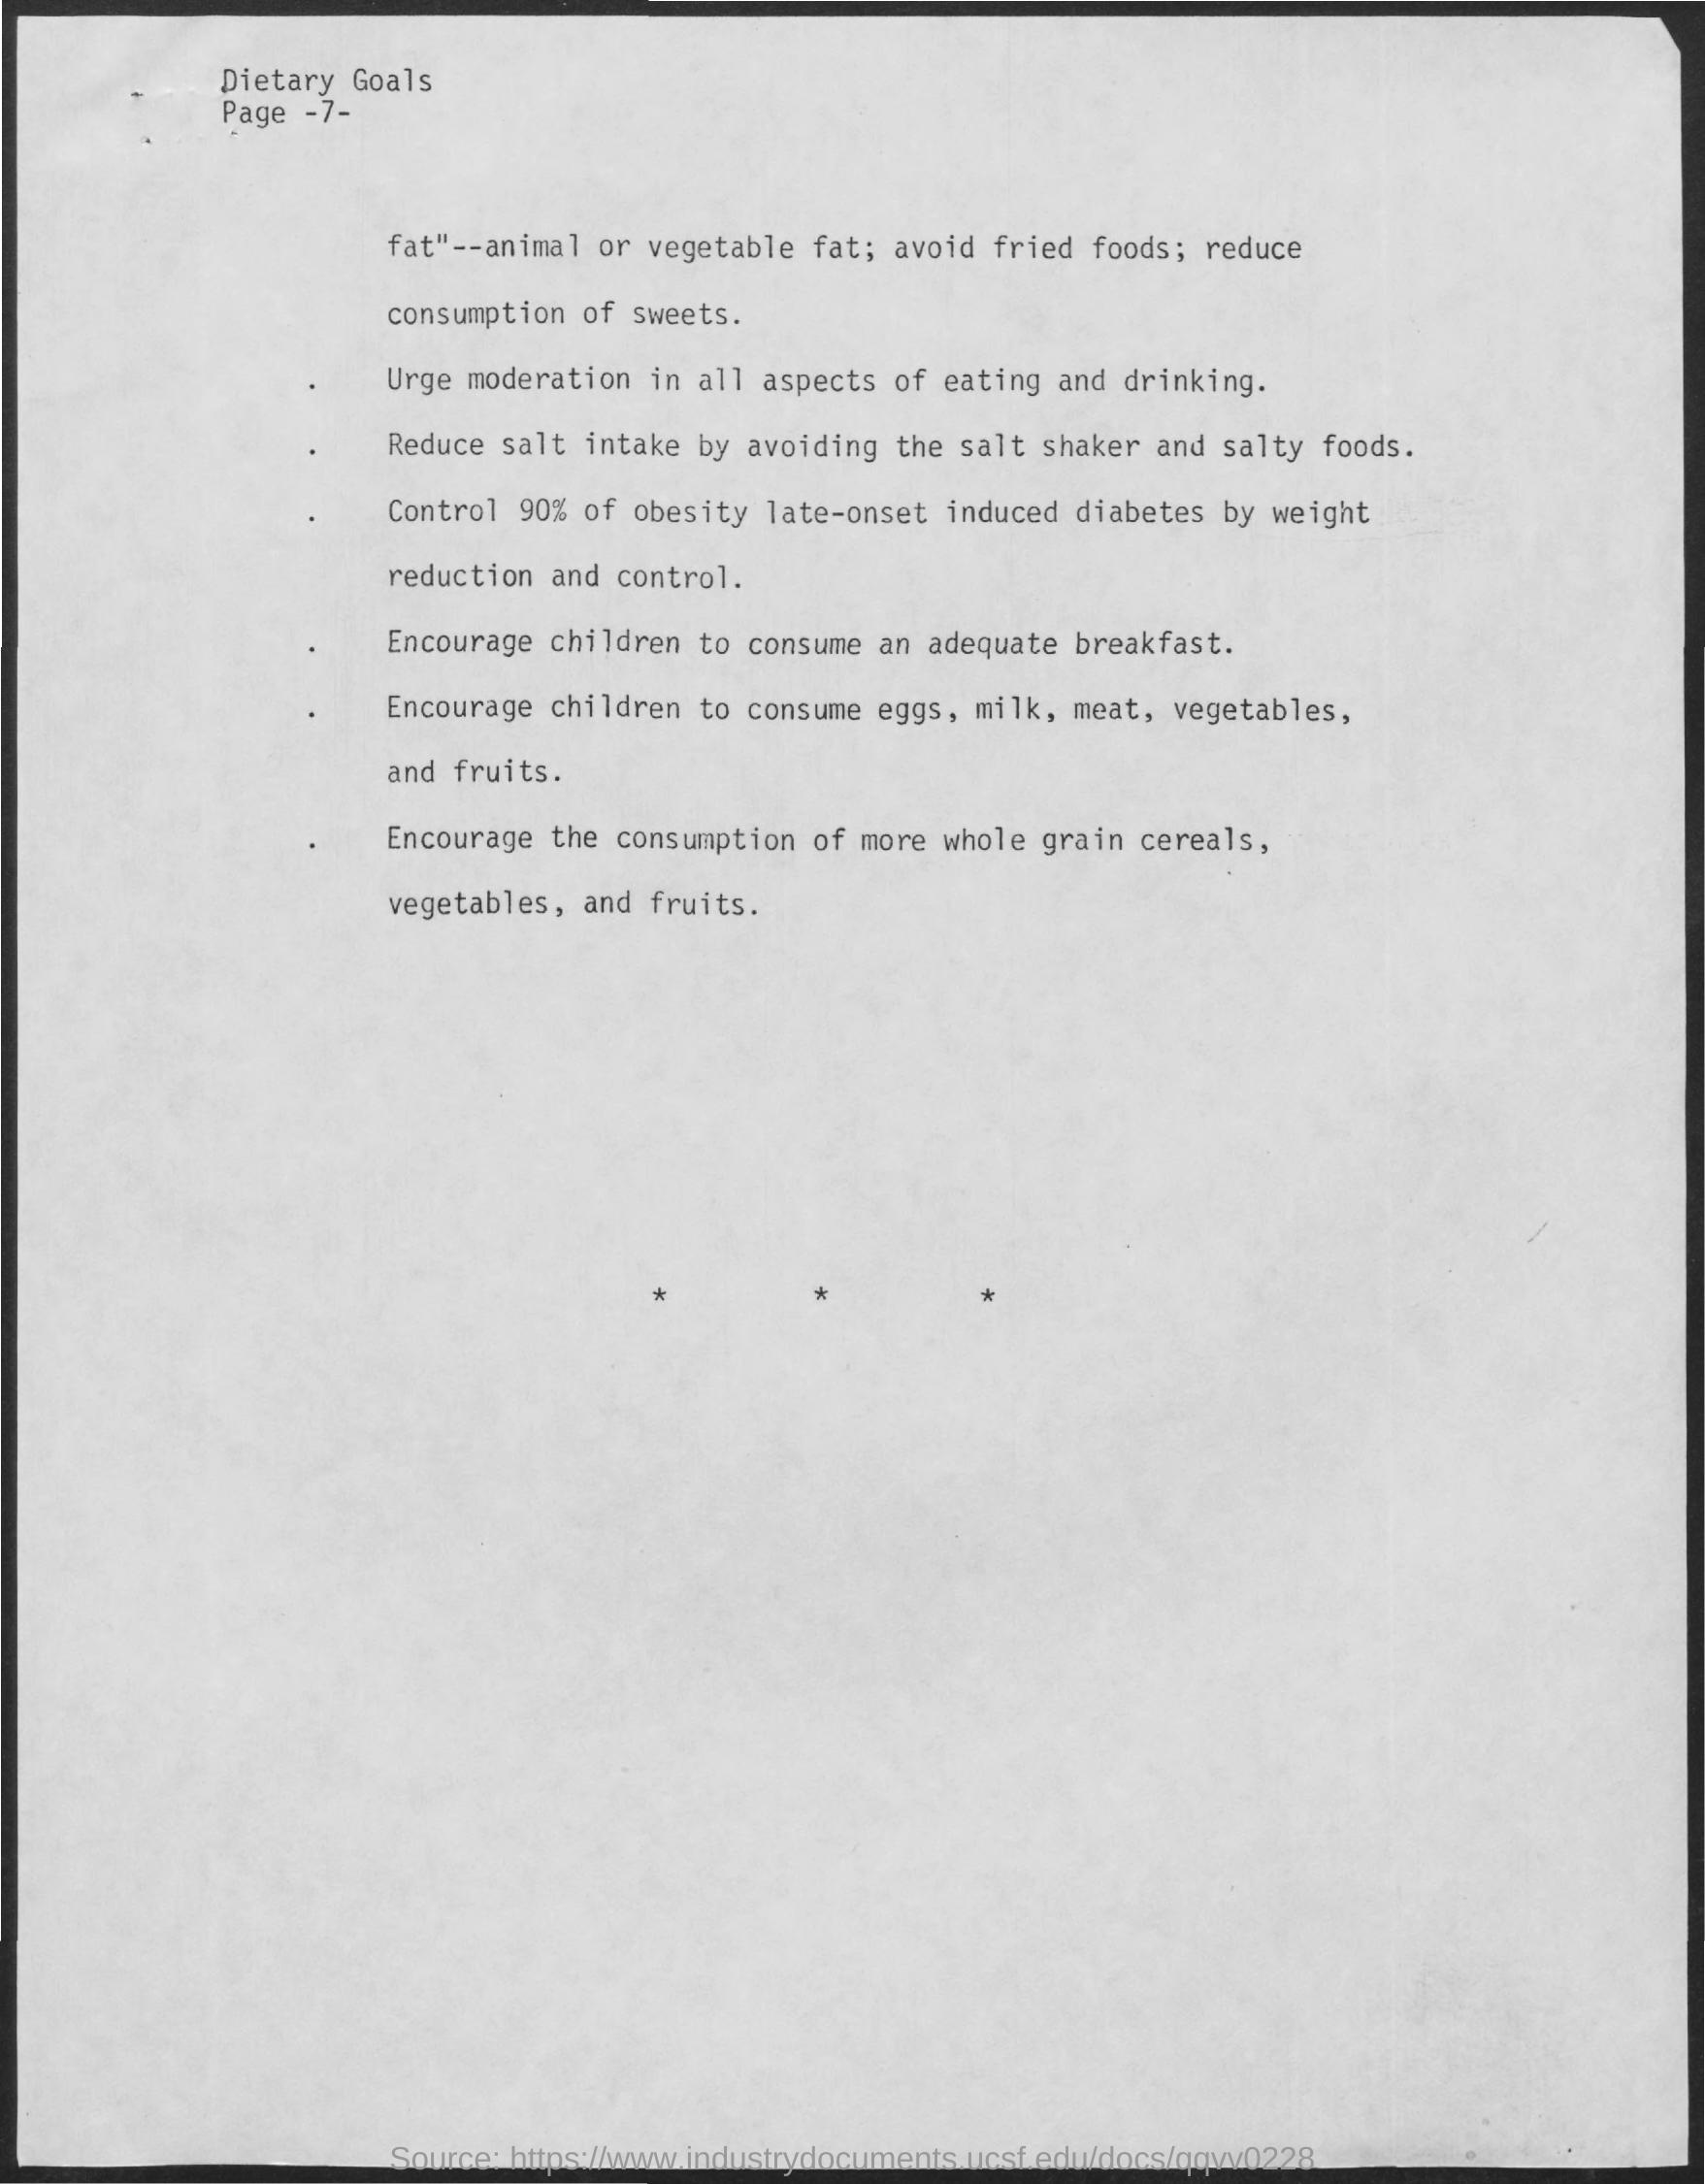 Dietary Goals
Page -7-
fat"--animal or vegetable fat; avoid fried foods; reduce
consumption of sweets.
. Urge moderation in all aspects of eating and drinking.
. Reduce salt intake by avoiding the salt shaker and salty foods.
. Control 90% of obesity late-onset induced diabetes by weight
reduction and control.
. Encourage children to consume an adequate breakfast.
. Encourage children to consume eggs, milk, meat, vegetables,
and fruits.
. Encourage the consumption of more whole grain cereals,
vegetables, and fruits.
* * *
Source: https://www.industrydocuments.ucsf.edu/docs/qqvv0228